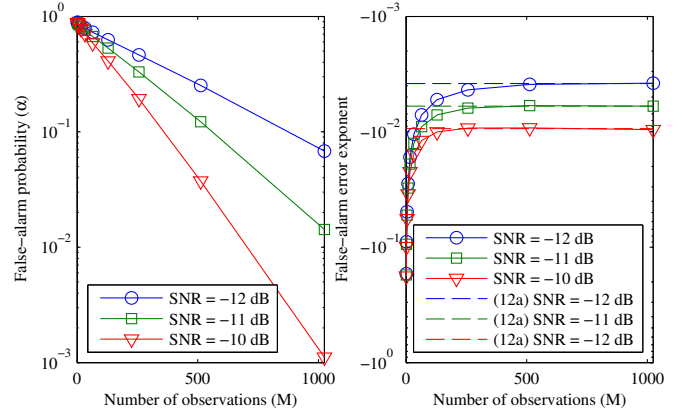 10^0
10^−1
10^−2
10^−3
0
500
1000
False−alarm probability (α)
Number of observations (M)
SNR = −12 dB
SNR = −11 dB
SNR = −10 dB
−10^−3
−10^−2
−10^−1
−10^0
0
500
1000
False−alarm error exponent
Number of observations (M)
SNR = −12 dB
SNR = −11 dB
SNR = −10 dB
(12a) SNR = −12 dB
(12a) SNR = −11 dB
(12a) SNR = −12 dB